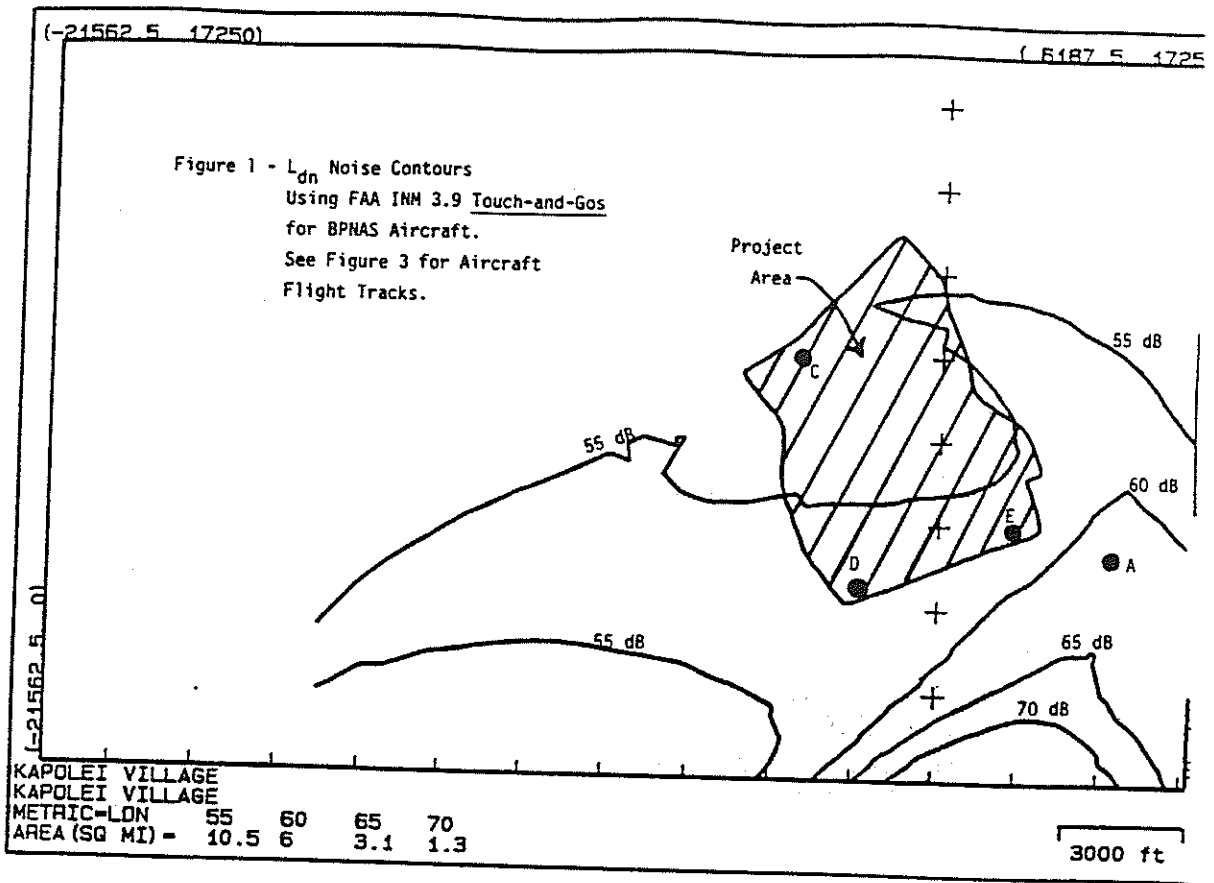 (-21562.5 17250)
( 6187.5 1725
Figure 1 - Ldn Noise Contours
Using FAA INM 3.9 Touch-and-Gos
for BPNAS Aircraft.
See Figure 3 for Aircraft
Flight Tracks.
Project
Area
55 dB
C
55 dB
60 dB
E
A
D
55 dB
65 dB
70 dB
(-21562.5 0)
KAPOLEI VILLAGE
KAPOLEI VILLAGE
METRIC=LDN 55 60 65 70
AREA(SQ MI)= 10.5 6 3.1 1.3
3000 ft